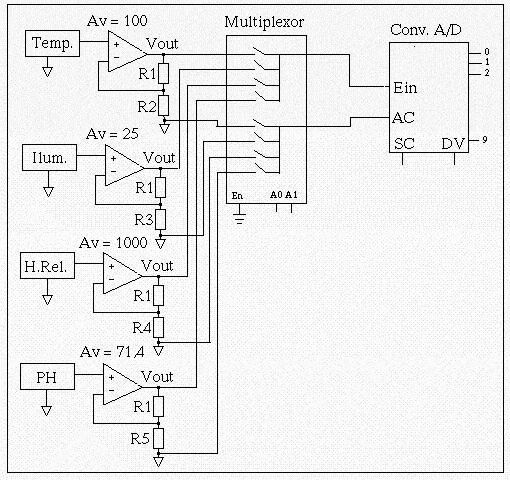 Av = 100
Temp.
+
−
Vout
R1
R2
Av = 25
Ilum.
+
−
Vout
R1
R3
Av = 1000
H.Rel.
+
−
Vout
R1
R4
Av = 71,4
PH
+
−
Vout
R1
R5
Multiplexor
En
A0 A1
Conv. A/D
Ein
AC
SC
DV
0
1
2
9